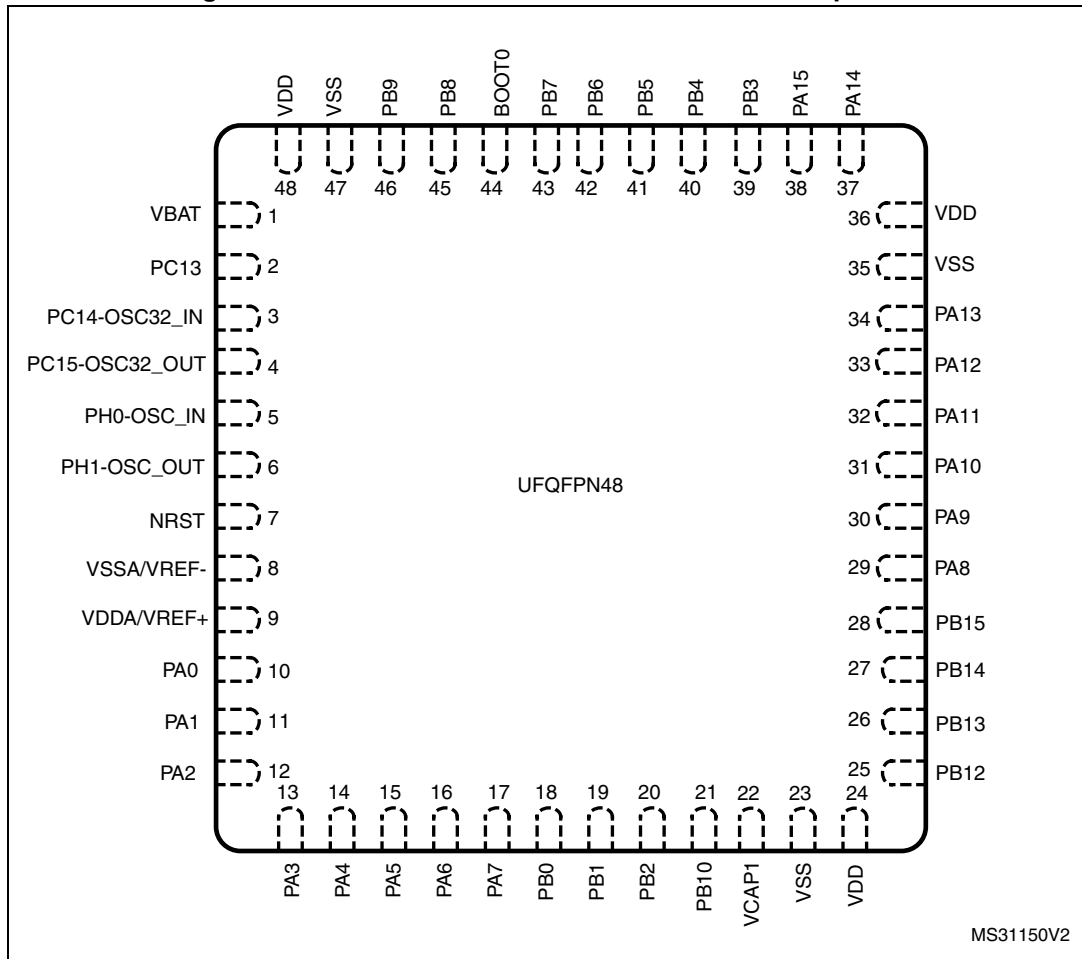 VDD VSS PB9 PB8 BOOT0 PB7 PB6 PB5 PB4 PB3 PA15 PA14
48 47 46 45 44 43 42 41 40 39 38 37
VBAT 1 36 VDD
PC13 2 35 VSS
PC14-OSC32_IN 3 34 PA13
PC15-OSC32_OUT 4 33 PA12
PH0-OSC_IN 5 32 PA11
PH1-OSC_OUT 6 31 PA10
UFQFPN48
NRST 7 30 PA9
VSSA/VREF- 8 29 PA8
VDDA/VREF+ 9 28 PB15
PA0 10 27 PB14
PA1 11 26 PB13
PA2 12 25 PB12
13 14 15 16 17 18 19 20 21 22 23 24
PA3 PA4 PA5 PA6 PA7 PB0 PB1 PB2 PB10 VCAP1 VSS VDD
MS31150V2